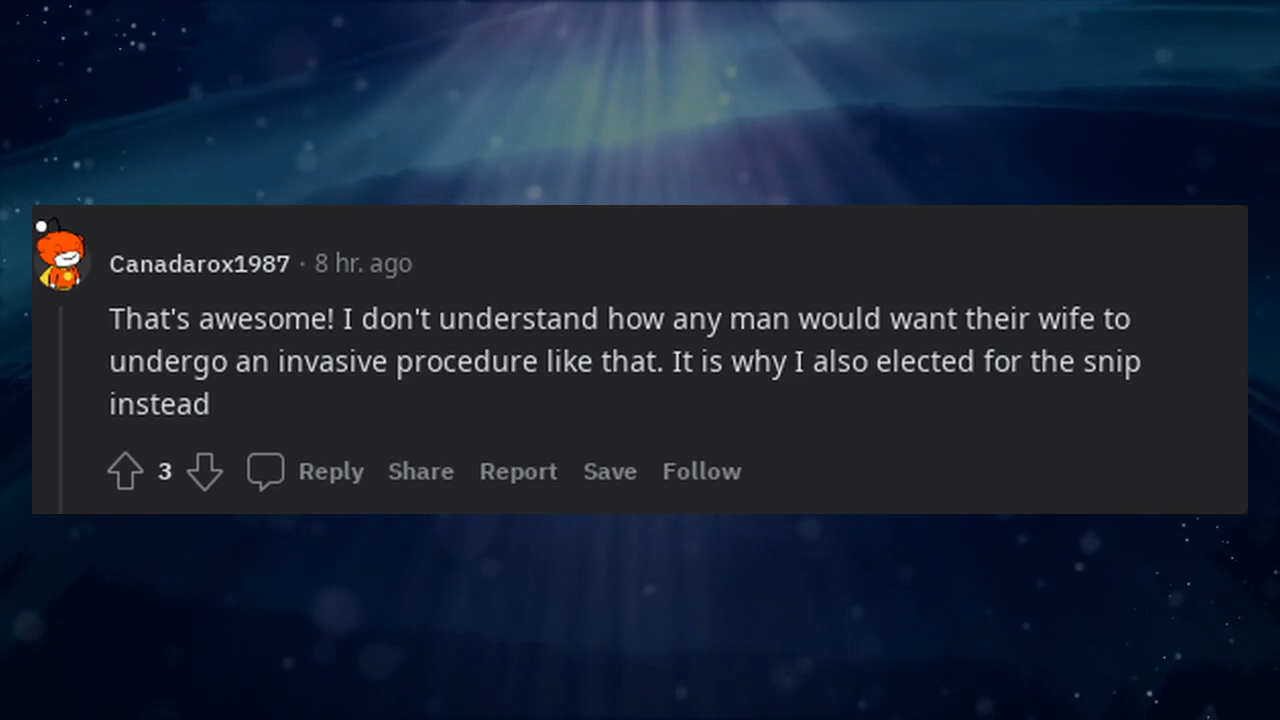 Canadarox1987 · 8 hr. ago
That's awesome! I don't understand how any man would want their wife to
undergo an invasive procedure like that. It is why I also elected for the snip
instead
3 Reply Share Report Save Follow